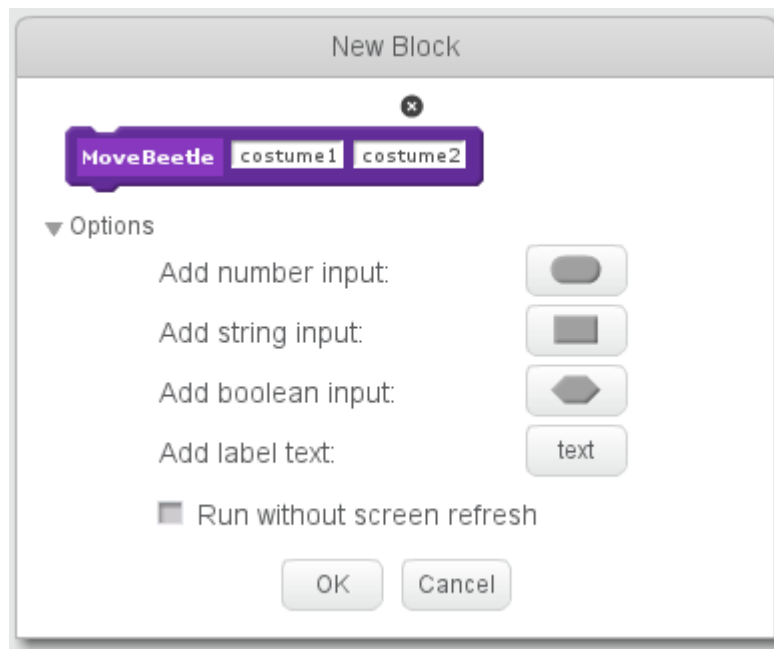 New Block
MoveBeetle costume1 costume2
Options
Add number input:
Add string input:
Add boolean input:
Add label text: text
Run without screen refresh
OK Cancel